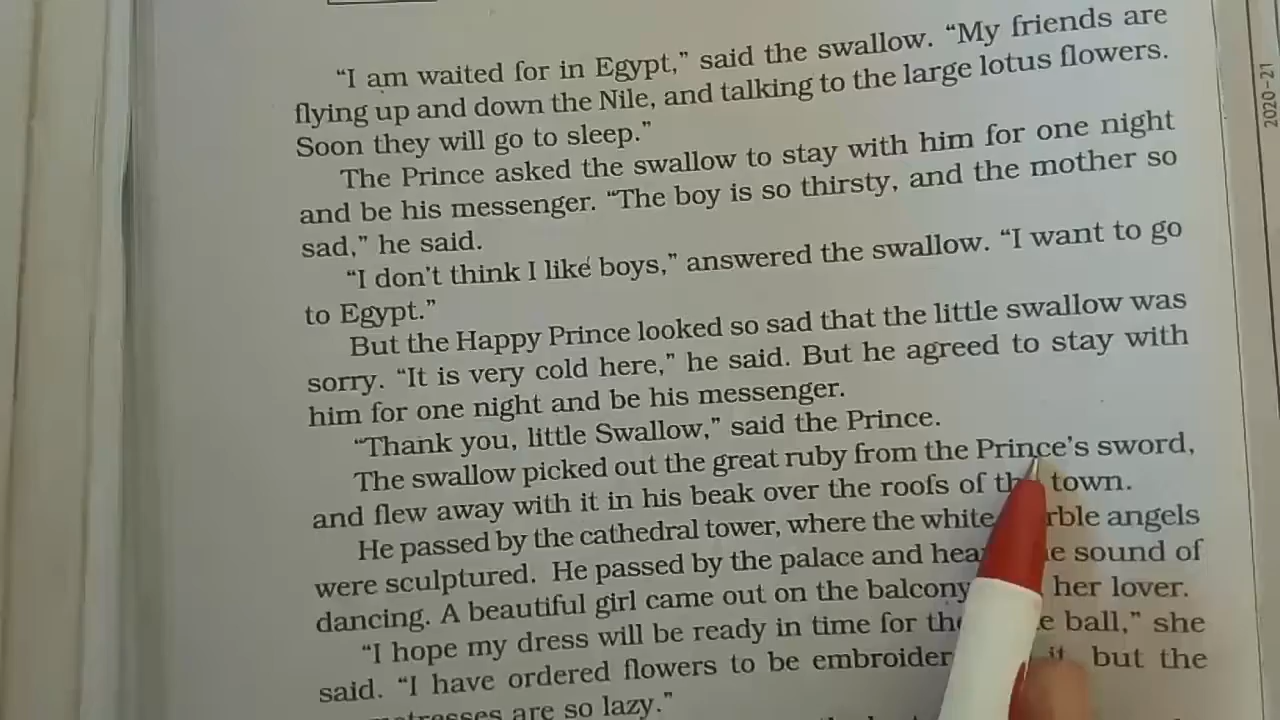 “I am waited for in Egypt,” said the swallow. “My friends are
flying up and down the Nile, and talking to the large lotus flowers.
Soon they will go to sleep.”
The Prince asked the swallow to stay with him for one night
and be his messenger. “The boy is so thirsty, and the mother so
sad,” he said.
“I don't think I like boys,” answered the swallow. “I want to go
to Egypt.”
But the Happy Prince looked so sad that the little swallow was
sorry. “It is very cold here,” he said. But he agreed to stay with
him for one night and be his messenger.
“Thank you, little Swallow,” said the Prince.
The swallow picked out the great ruby from the Prince's sword,
and flew away with it in his beak over the roofs of town.
He passed by the cathedral tower, where the white angels
were sculptured. He passed by the palace and sound of
dancing. A beautiful girl came out on the balcony her lover.
“I hope my dress will be ready in time for ball,” she
said. “I have ordered flowers to be it, but the
are so lazy.”
2020-21